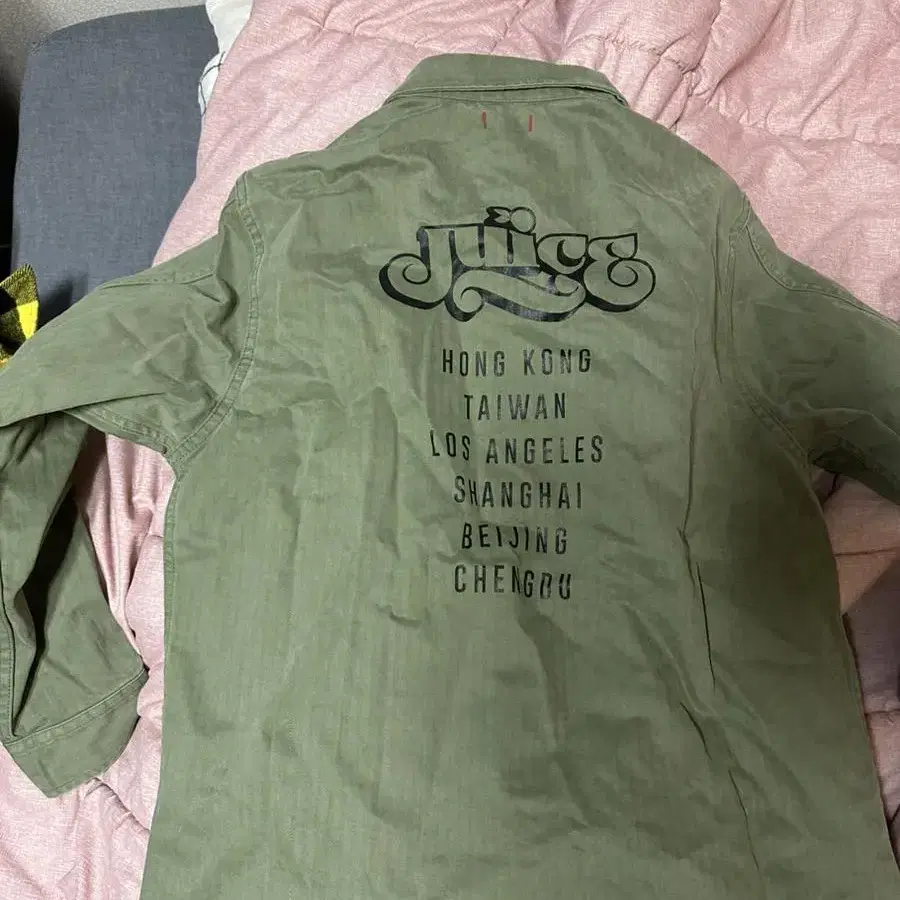 JUICE
HONG KONG
TAIWAN
LOS ANGELES
SHANGHAI
BEIJING
CHENGDU